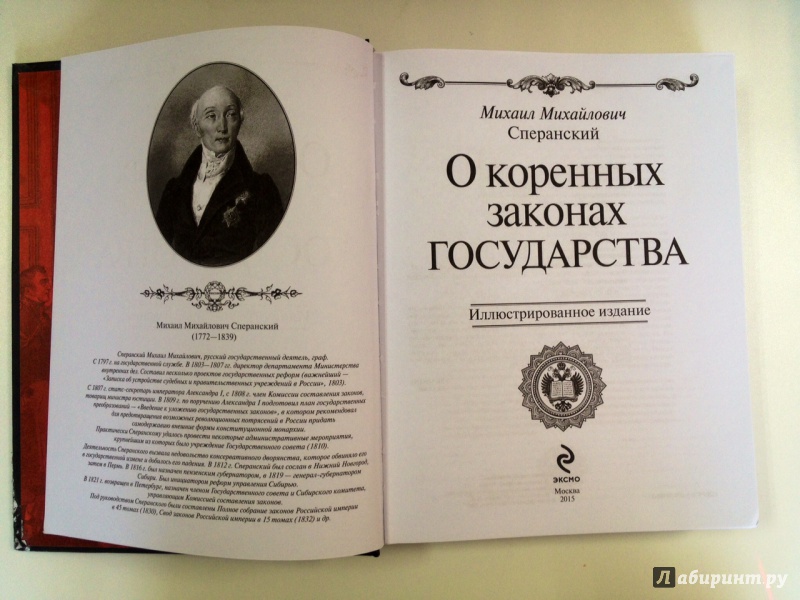 Михаил Михайлович Сперанский
(1772—1839)
Сперанский Михаил Михайлович, русский государственный деятель, граф.
С 1797 г. на государственной службе. В 1803—1807 гг. директор департамента Министерства
внутренних дел. Составил несколько проектов государственных реформ (важнейший —
«Записка об устройстве судебных и правительственных учреждений в России», 1803).
С 1807 г. статс-секретарь императора Александра I, с 1808 г. член Комиссии составления законов,
товарищ министра юстиции. В 1809 г. по поручению Александра I подготовил план государственных
преобразований — «Введение к уложению государственных законов», в котором рекомендовал
для предотвращения возможных революционных потрясений в России придать
самодержавию внешние формы конституционной монархии.
Практически Сперанскому удалось провести некоторые административные мероприятия,
крупнейшим из которых было учреждение Государственного совета (1810).
Деятельность Сперанского вызвала недовольство консервативного дворянства, которое обвинило его
в государственной измене и добилось его падения. В 1812 г. Сперанский был сослан в Нижний Новгород,
затем в Пермь. В 1816 г. был назначен пензенским губернатором, в 1819 — генерал-губернатором
Сибири. Был инициатором реформ управления Сибирью.
В 1821 г. возвращен в Петербург, назначен членом Государственного совета и Сибирского комитета,
управляющим Комиссией составления законов.
Под руководством Сперанского были составлены Полное собрание законов Российской империи
в 45 томах (1830), Свод законов Российской империи в 15 томах (1832) и др.
Михаил Михайлович
Сперанский
О коренных
законах
ГОСУДАРСТВА
Иллюстрированное издание
ЭКСМО
Москва
2015
Лабиринт.ру